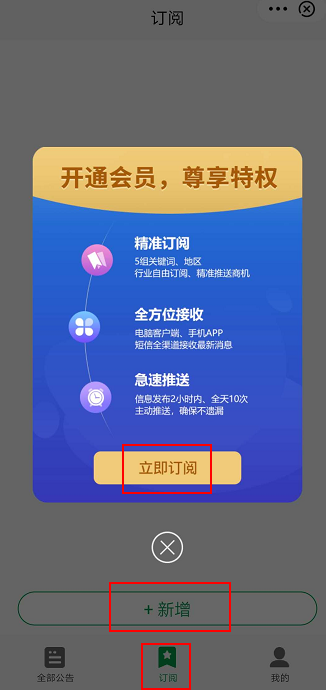 订阅
开通会员，尊享特权
精准订阅
5组关键词、地区
行业自由订阅、精准推送商机
全方位接收
电脑客户端、手机APP
短信全渠道接收最新消息
急速推送
信息发布2小时内、全天10次
主动推送，确保不遗漏
立即订阅
+ 新增
全部公告
订阅
我的